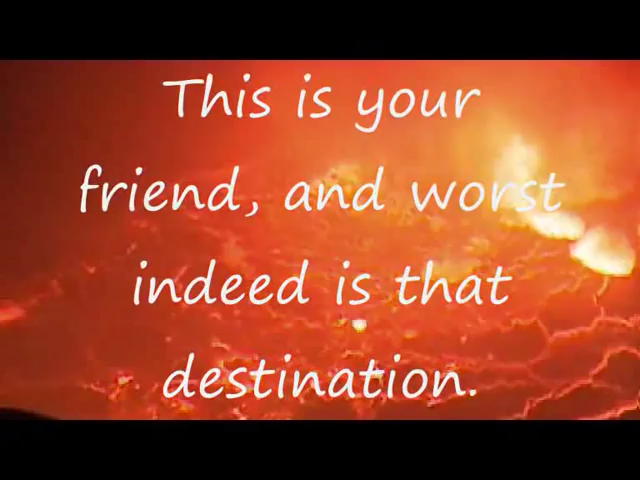 This is your
friend, and worst
indeed is that
destination.